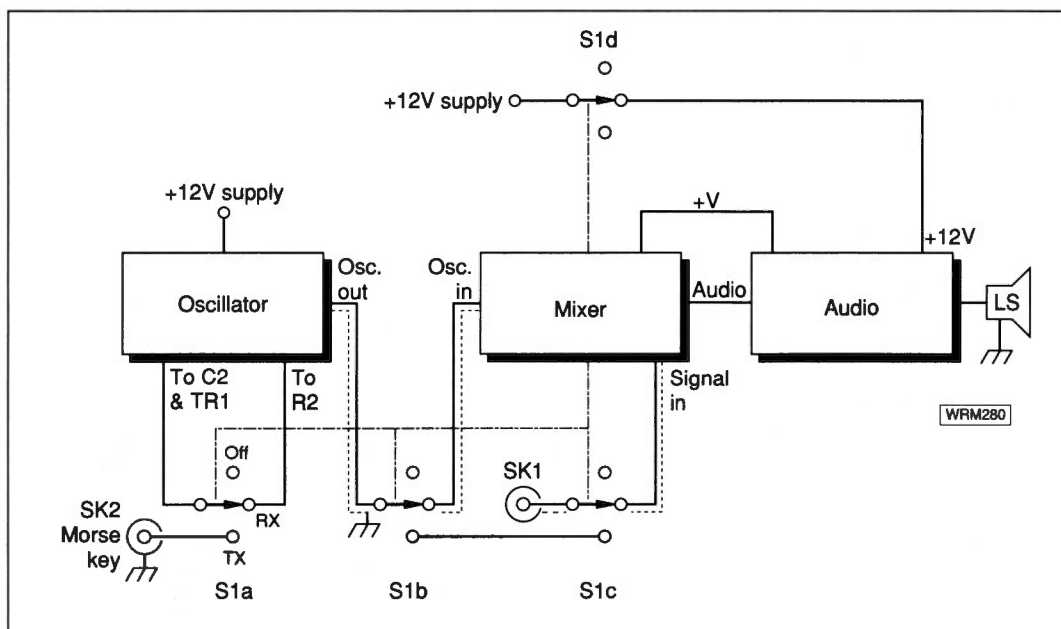 S1d
+12V supply
+12V supply
+V
+12V
Osc.
out
Osc.
in
Oscillator
Mixer
Audio
Audio
LS
To C2
& TR1
To
R2
Signal
in
WRM280
Off
SK1
RX
SK2
Morse
key
TX
S1a
S1b
S1c